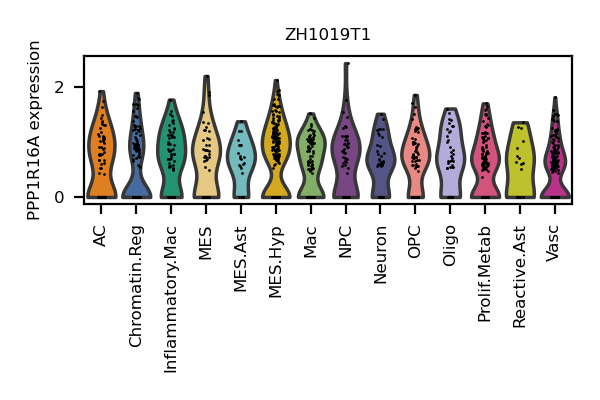 ZH1019T1
PPP1R16A expression
2
0
AC
Chromatin.Reg
Inflammatory.Mac
MES
MES.Ast
MES.Hyp
Mac
NPC
Neuron
OPC
Oligo
Prolif.Metab
Reactive.Ast
Vasc